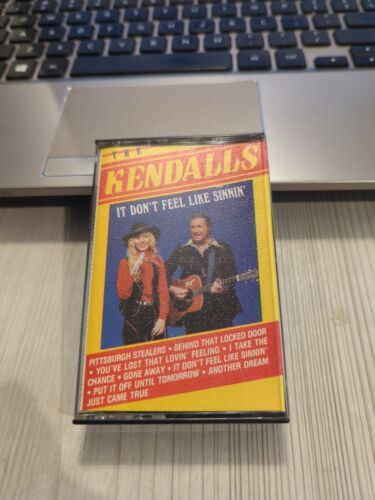 THE
KENDALLS
IT DON'T FEEL LIKE SINNIN'
PITTSBURGH STEALERS • BEHIND THAT LOCKED DOOR
• YOU'VE LOST THAT LOVIN' FEELING • I TAKE THE
CHANCE • GONE AWAY • IT DON'T FEEL LIKE SINNIN'
• PUT IT OFF UNTIL TOMORROW • ANOTHER DREAM
JUST CAME TRUE